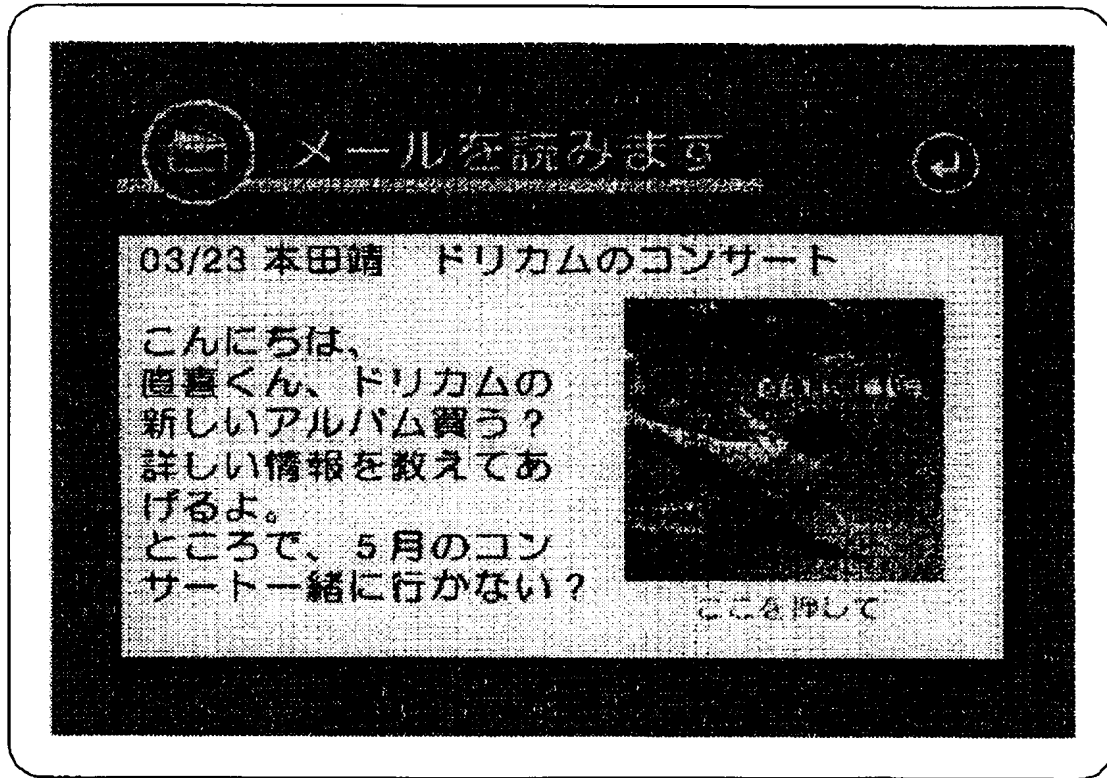 メールを読みます
03/23 本田靖 ドリカムのコンサート
こんにちは、
くん、ドリカムの
新しいアルバム買う?
詳しい情報を教えてあ
げるよ。
ところで、5月のコン
サート一緒に行かない?
ここを押して